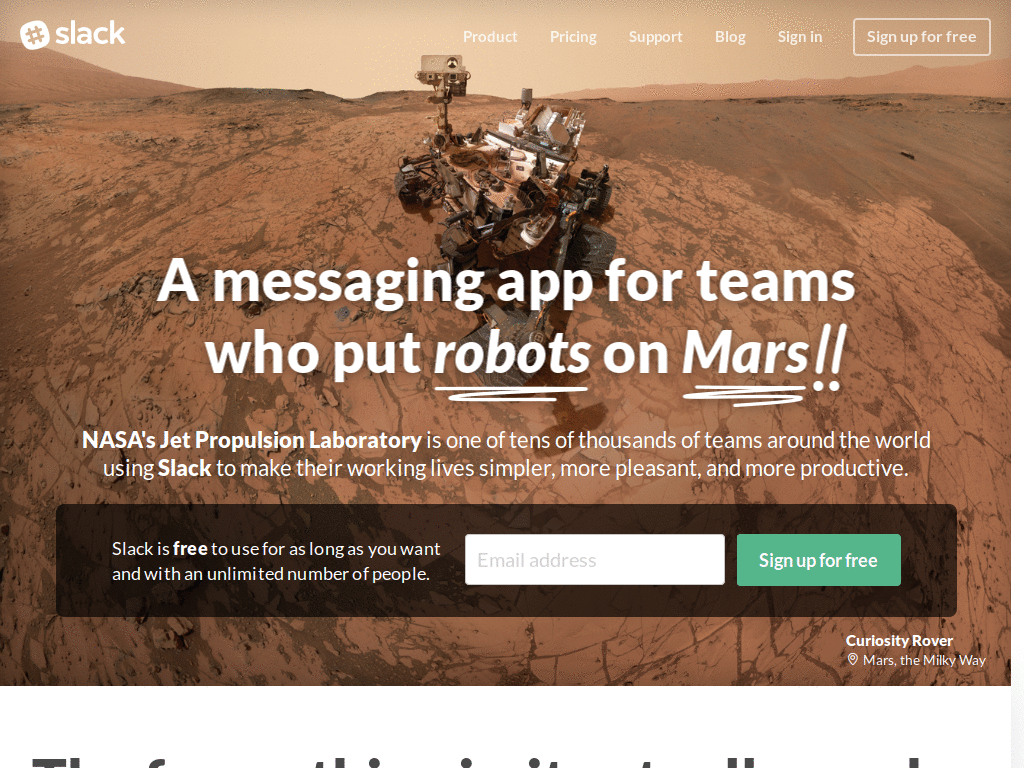 slack
Product
Pricing
Support
Blog
Sign in
Sign up for free
A messaging app for teams
who put robots on Mars!!
NASA's Jet Propulsion Laboratory is one of tens of thousands of teams around the world
using Slack to make their working lives simpler, more pleasant, and more productive.
Slack is free to use for as long as you want
and with an unlimited number of people.
Email address
Sign up for free
Curiosity Rover
Mars, the Milky Way